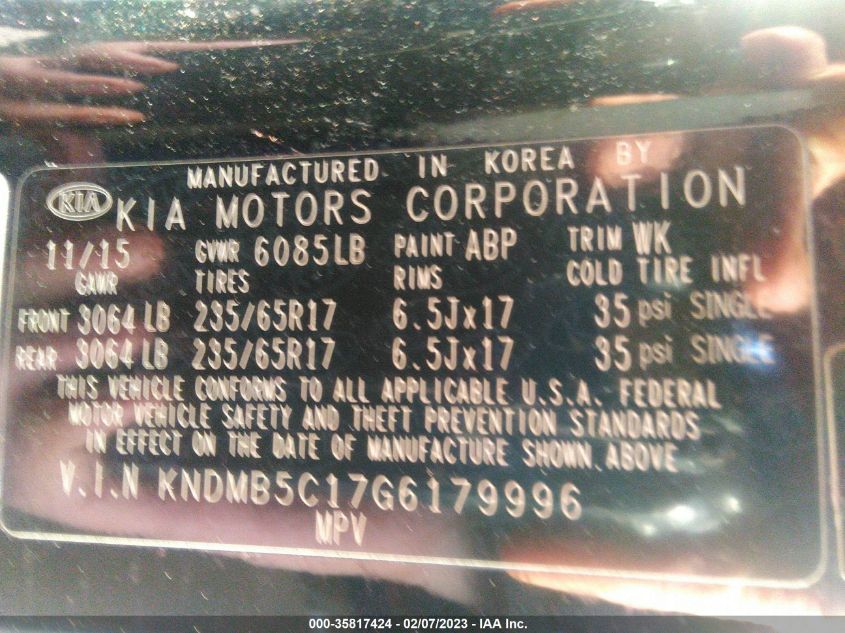 MANUFACTURED IN KOREA BY
KIA KIA MOTORS CORPORATION
11/15 GVWR 6085LB PAINT ABP TRIM WK
GAWR TIRES RIMS COLD TIRE INFL
FRONT 3064 LB 235/65R17 6.5Jx17 35 psi SINGLE
REAR 3064 LB 235/65R17 6.5Jx17 35 psi SINGLE
THIS VEHICLE CONFORMS TO ALL APPLICABLE U.S.A. FEDERAL
MOTOR VEHICLE SAFETY AND THEFT PREVENTION STANDARDS
IN EFFECT ON THE DATE OF MANUFACTURE SHOWN ABOVE
V.I.N KNDMB5C17G6179996
MPV
000-35817424 - 02/07/2023 - IAA Inc.